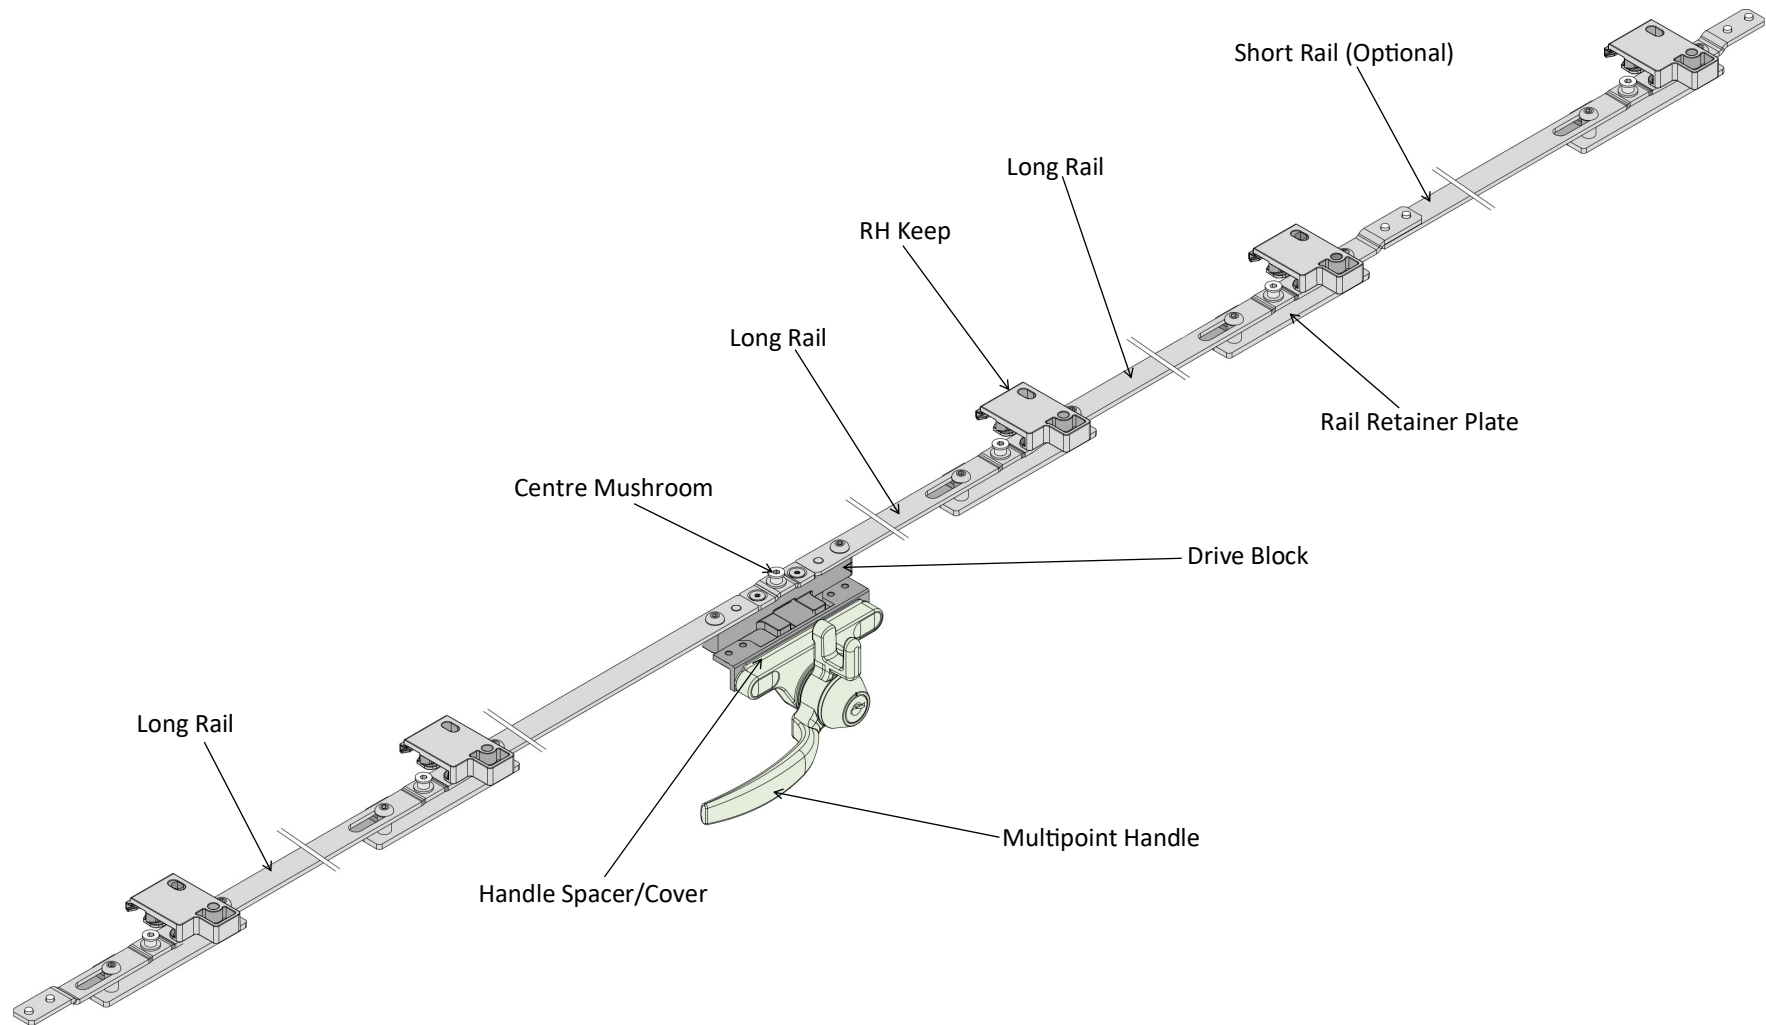 Short Rail (Optional)
Long Rail
RH Keep
Long Rail
Rail Retainer Plate
Centre Mushroom
Drive Block
Long Rail
Multipoint Handle
Handle Spacer/Cover